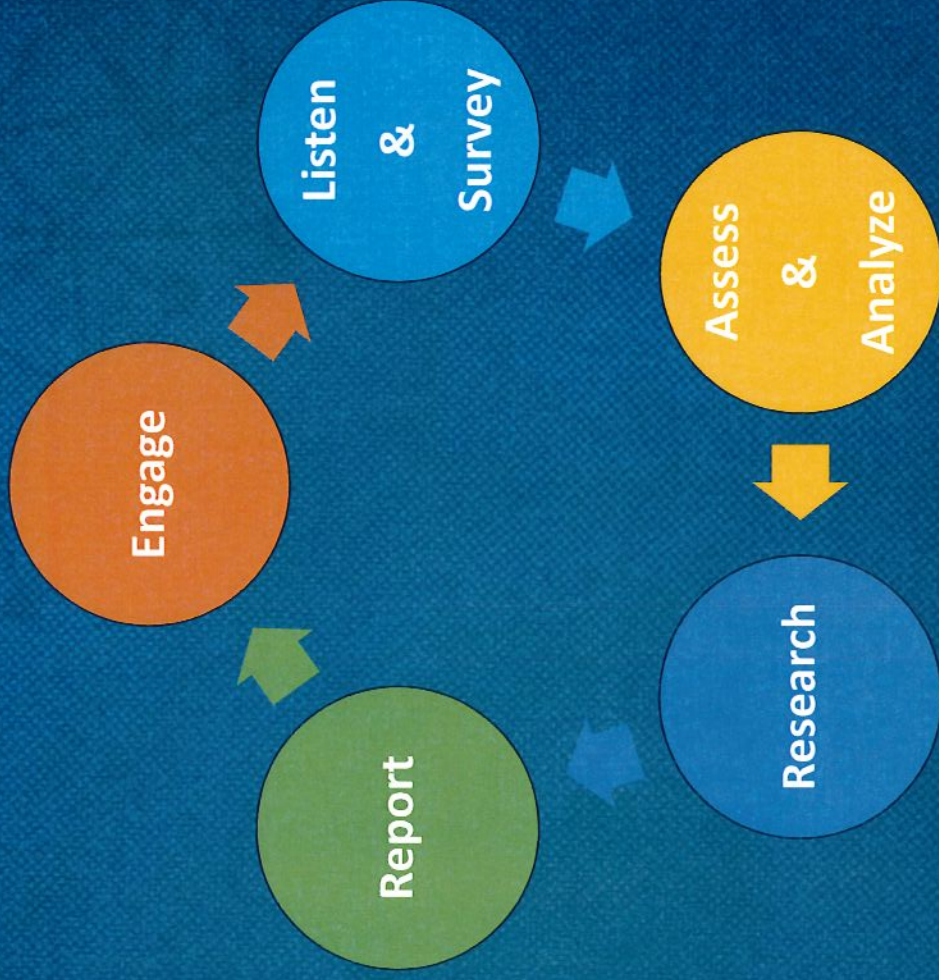 Engage
Listen
&
Survey
Assess
&
Analyze
Research
Report